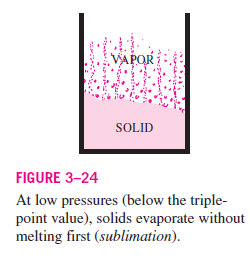 VAPOR
SOLID
FIGURE 3–24
At low pressures (below the triple-
point value), solids evaporate without
melting first (sublimation).